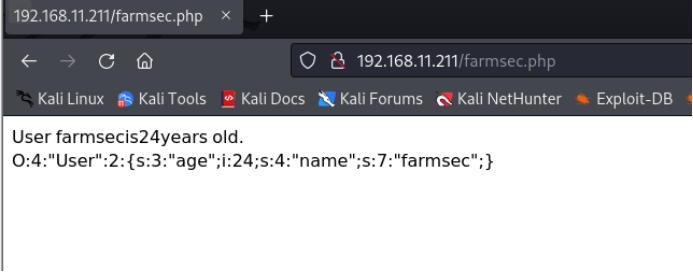 192.168.11.211/farmsec.php
192.168.11.211/farmsec.php
Kali Linux Kali Tools Kali Docs Kali Forums Kali NetHunter Exploit-DB
User farmsecis24years old.
O:4:"User":2:{s:3:"age";i:24;s:4:"name";s:7:"farmsec";}